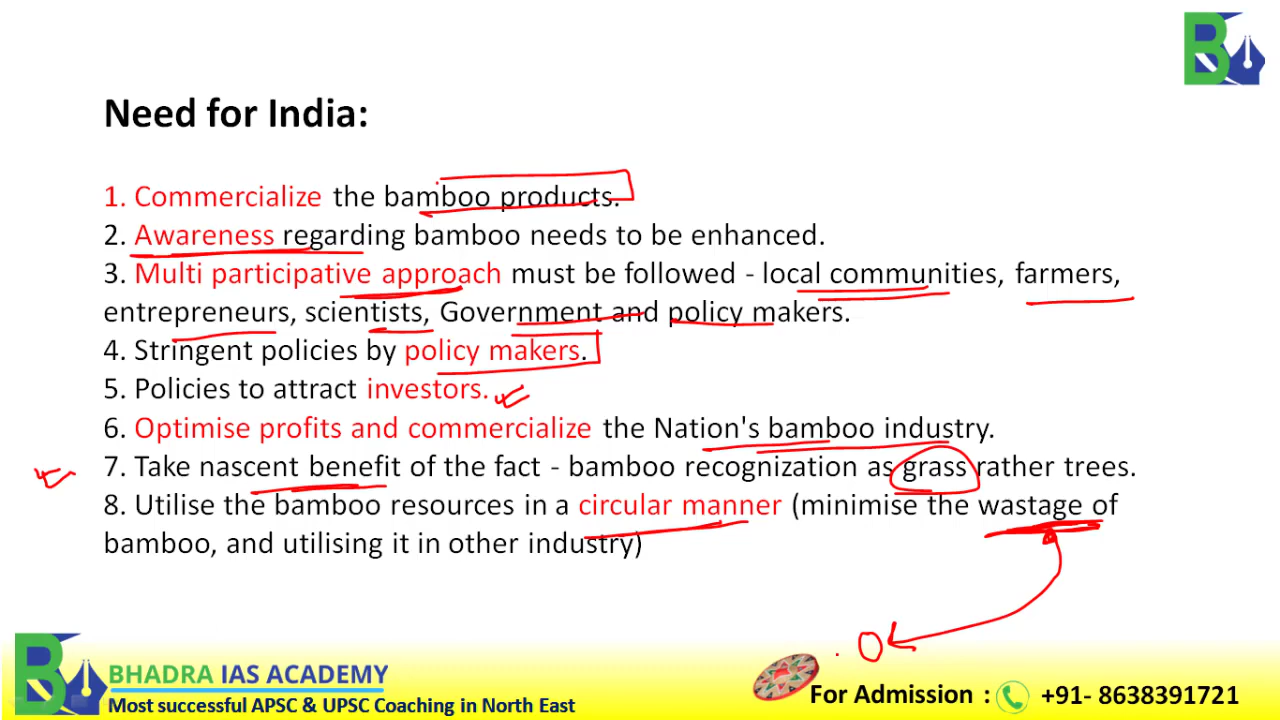 Need for India:
1. Commercialize the bamboo products.
2. Awareness regarding bamboo needs to be enhanced.
3. Multi participative approach must be followed - local communities, farmers,
entrepreneurs, scientists, Government and policy makers.
4. Stringent policies by policy makers.
5. Policies to attract investors.
6. Optimise profits and commercialize the Nation's bamboo industry.
7. Take nascent benefit of the fact - bamboo recognization as grass rather trees.
8. Utilise the bamboo resources in a circular manner (minimise the wastage of
bamboo, and utilising it in other industry)
0
BHADRA IAS ACADEMY
Most successful APSC & UPSC Coaching in North East
For Admission : +91- 8638391721